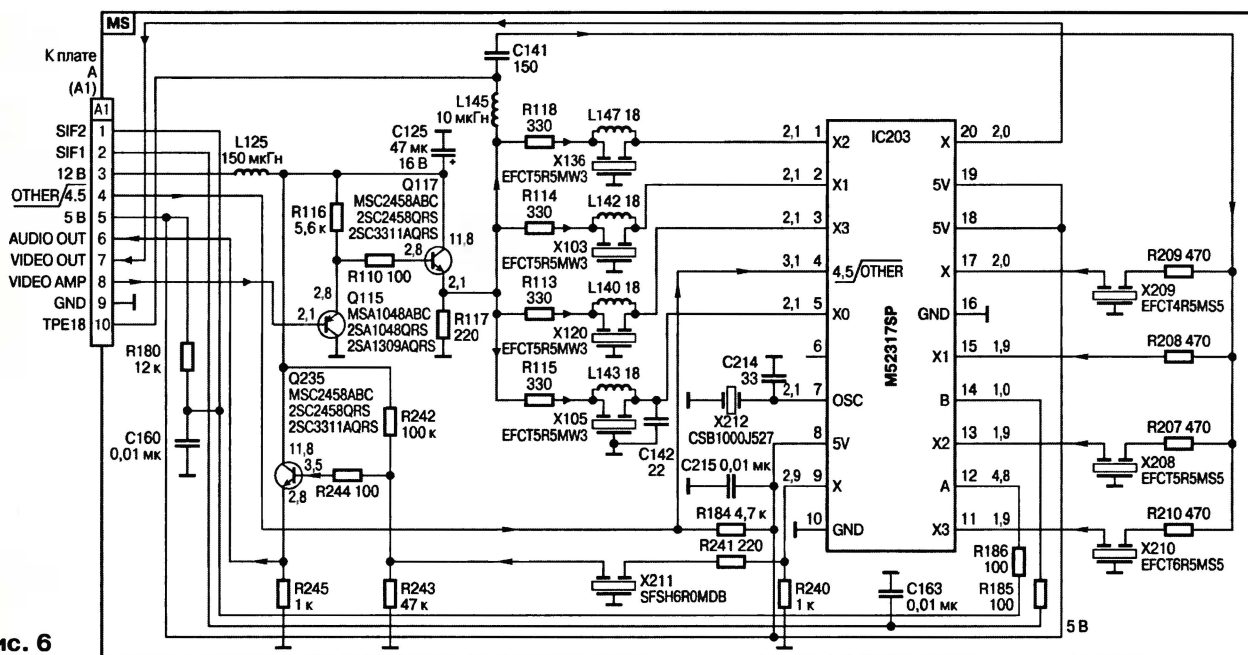 MS
К плате
А
(А1)
A1
SIF2 1
SIF1 2
12 В 3
OTHER/4.5 4
5 В 5
AUDIO OUT 6
VIDEO OUT 7
VIDEO AMP 8
GND 9
TPE18 10
L125
150 мкГн
R180
12 к
C160
0,01 мк
R116
5,6 к
C125
47 мк
16 В
+
Q117
MSC2458ABC
2SC2458QRS
2SC3311AQRS
11,8
2,8
2,1
R110 100
2,8
2,1
Q115
MSA1048ABC
2SA1048QRS
2SA1309AQRS
R117
220
Q235
MSC2458ABC
2SC2458QRS
2SC3311AQRS
11,8
3,5
2,8
R242
100 к
R244 100
R245
1 к
R243
47 к
C141
150
L145
10 мкГн
R118
330
L147 18
X136
EFCT5R5MW3
R114
330
L142 18
X103
EFCT5R5MW3
R113
330
L140 18
X120
EFCT5R5MW3
R115
330
L143 18
X105
EFCT5R5MW3
C142
22
C214
33
X212
CSB1000J527
C215 0,01 мк
R184 4,7 к
R241 220
X211
SFSH6R0MDB
R240
1 к
C163
0,01 мк
IC203
M52317SP
2,1 1 X2
2,1 2 X1
2,1 3 X3
3,1 4 4,5/OTHER
2,1 5 X0
6
2,1 7 OSC
8 5V
2,9 9 X
10 GND
X 20 2,0
5V 19
5V 18
X 17 2,0
GND 16
X1 15 1,9
B 14 1,0
X2 13 1,9
A 12 4,8
X3 11 1,9
R209 470
X209
EFCT4R5MS5
R208 470
R207 470
X208
EFCT5R5MS5
R210 470
X210
EFCT6R5MS5
R186
100
R185
100
5 В
ис. 6